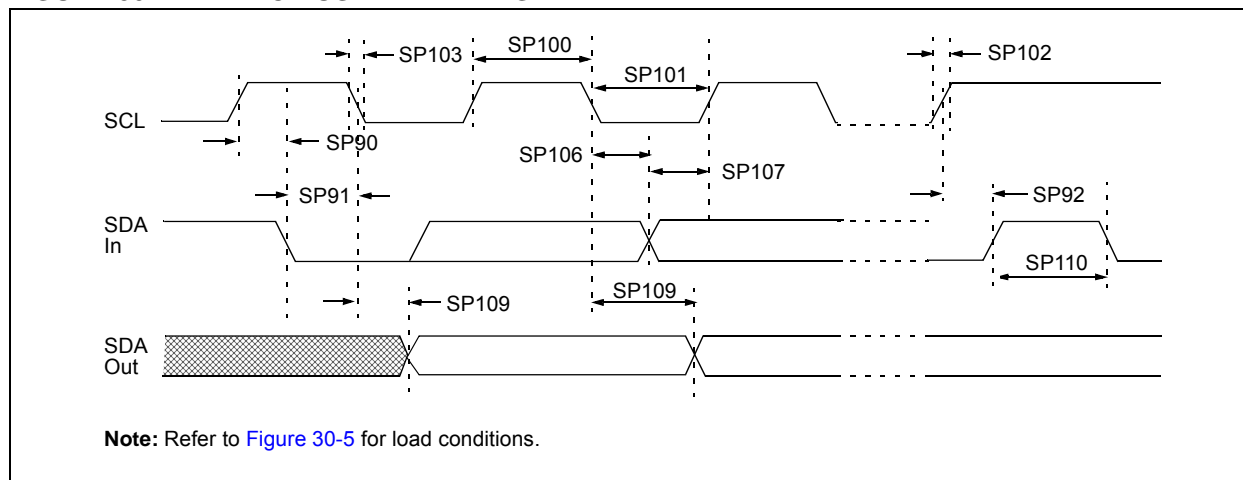 SP103
SP100
SP101
SP102
SCL
SP90
SP106
SP107
SP91
SP92
SDA
In
SP110
SP109
SP109
SDA
Out
Note: Refer to Figure 30-5 for load conditions.